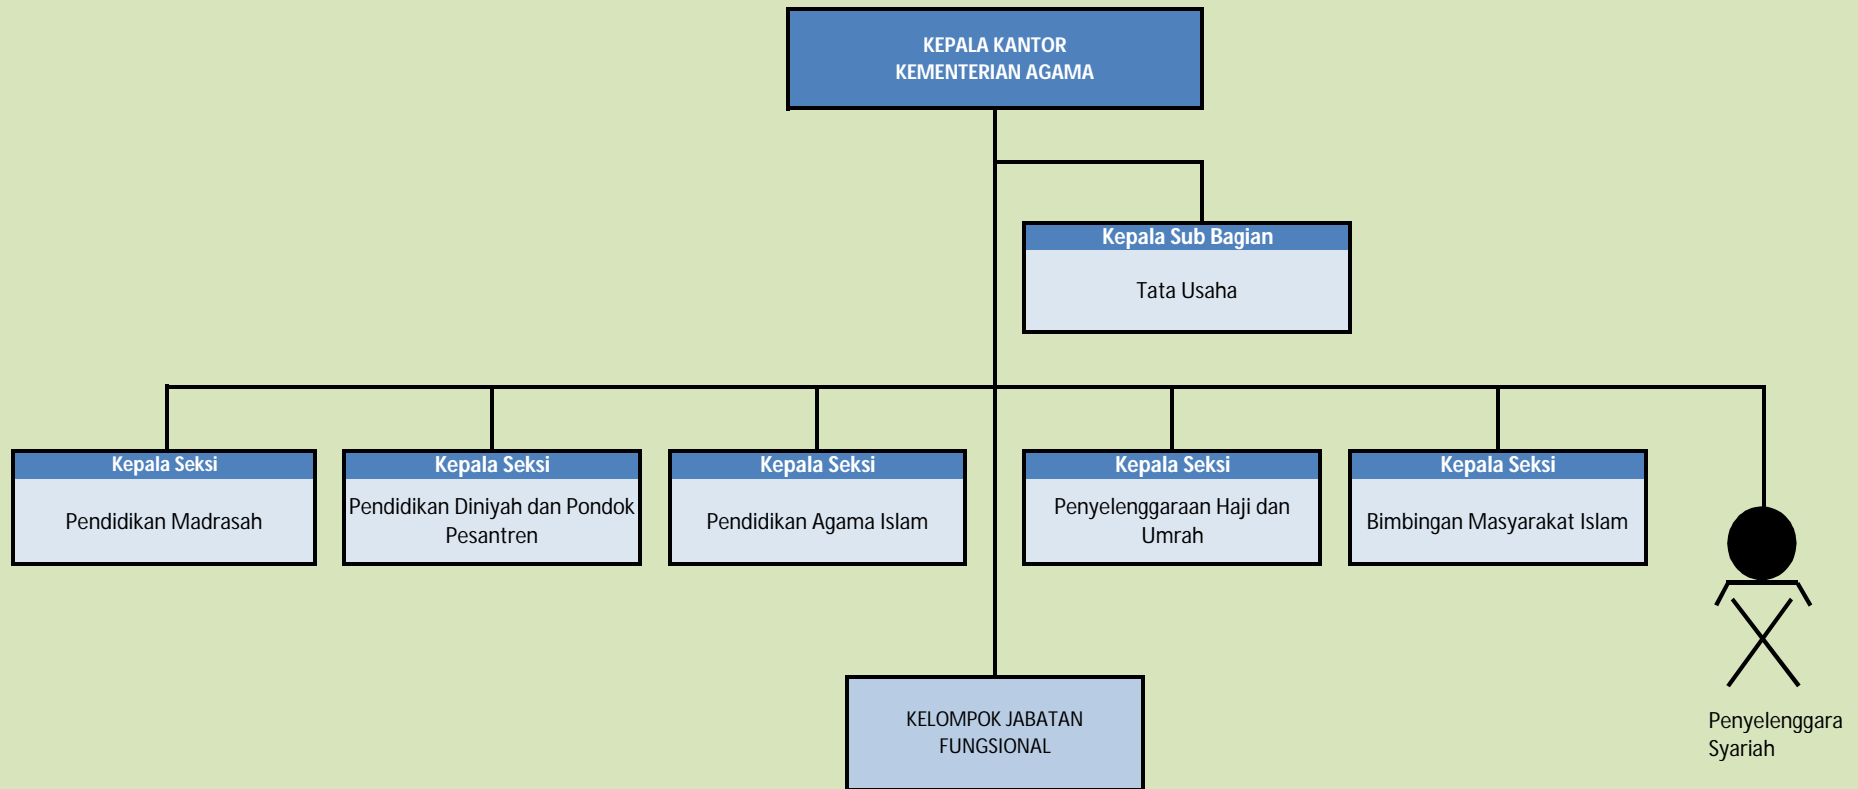 KEPALA KANTOR
KEMENTERIAN AGAMA
Kepala Sub Bagian
Tata Usaha
Kepala Seksi
Pendidikan Madrasah
Kepala Seksi
Pendidikan Diniyah dan Pondok
Pesantren
Kepala Seksi
Pendidikan Agama Islam
Kepala Seksi
Penyelenggaraan Haji dan
Umrah
Kepala Seksi
Bimbingan Masyarakat Islam
Penyelenggara
Syariah
KELOMPOK JABATAN
FUNGSIONAL